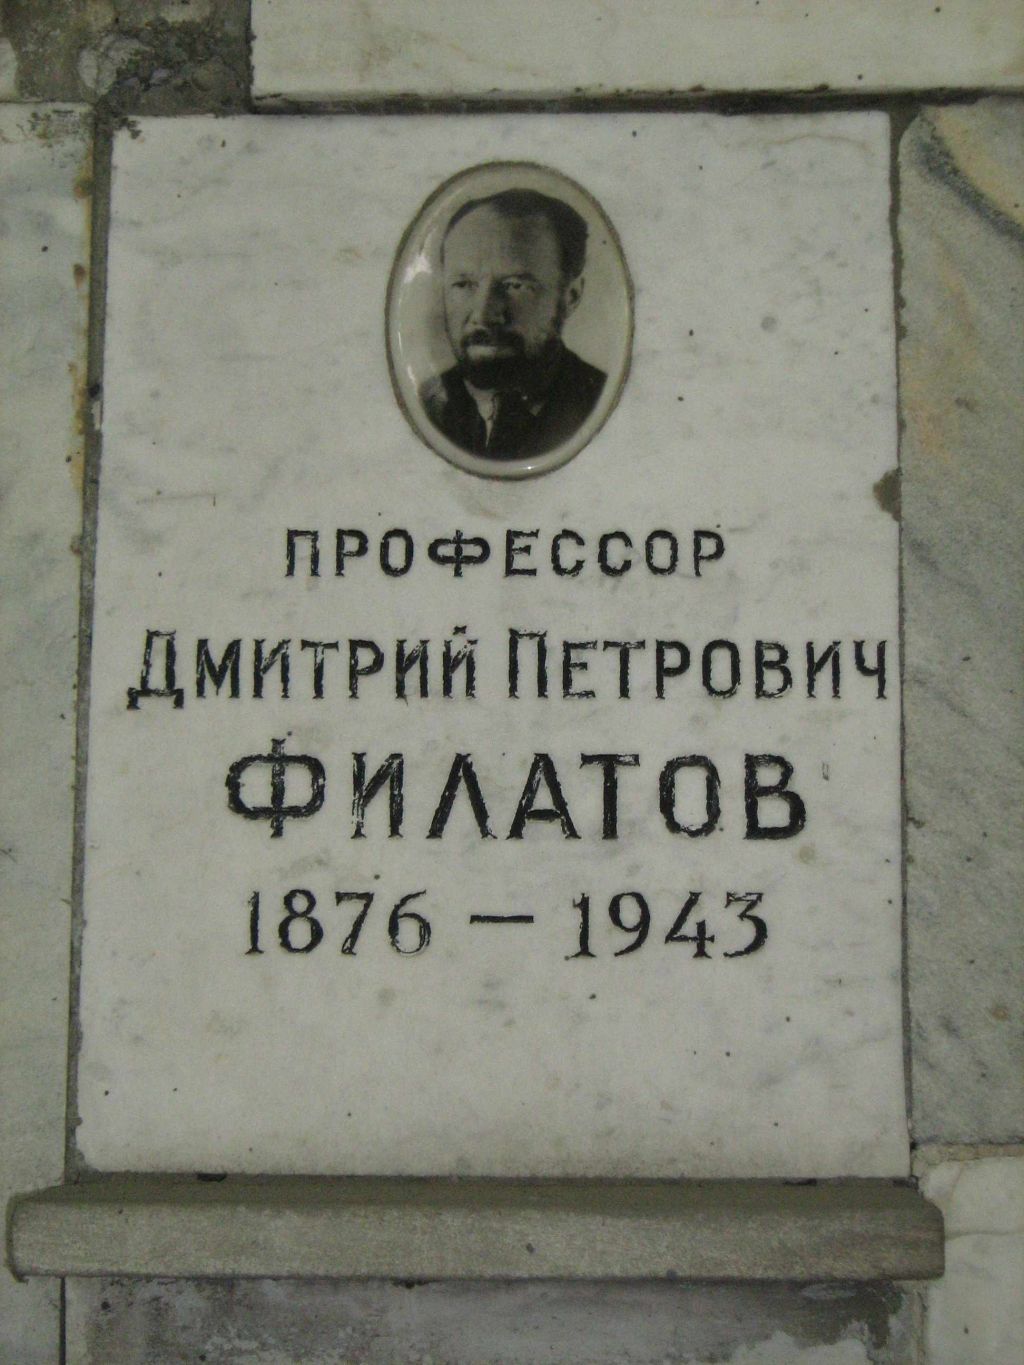 ПРОФЕССОР
ДМИТРИЙ ПЕТРОВИЧ
ФИЛАТОВ
1876 — 1943